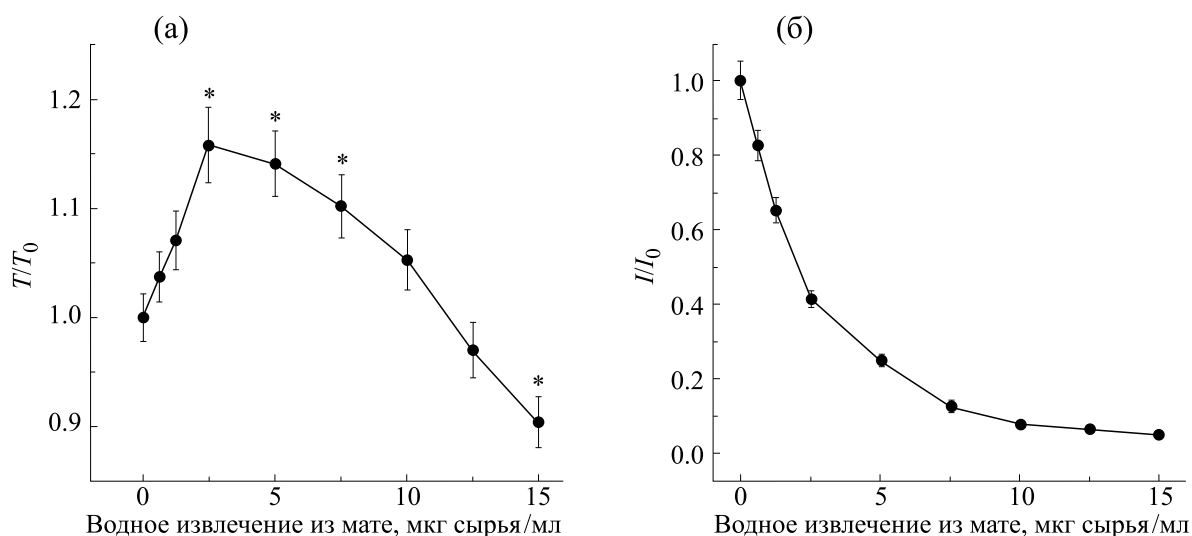 (а)
1.2
1.1
1.0
0.9
T/T0
* * * *
0 5 10 15
Водное извлечение из мате, мкг сырья/мл
(б)
1.0
0.8
0.6
0.4
0.2
0.0
I/I0
0 5 10 15
Водное извлечение из мате, мкг сырья/мл